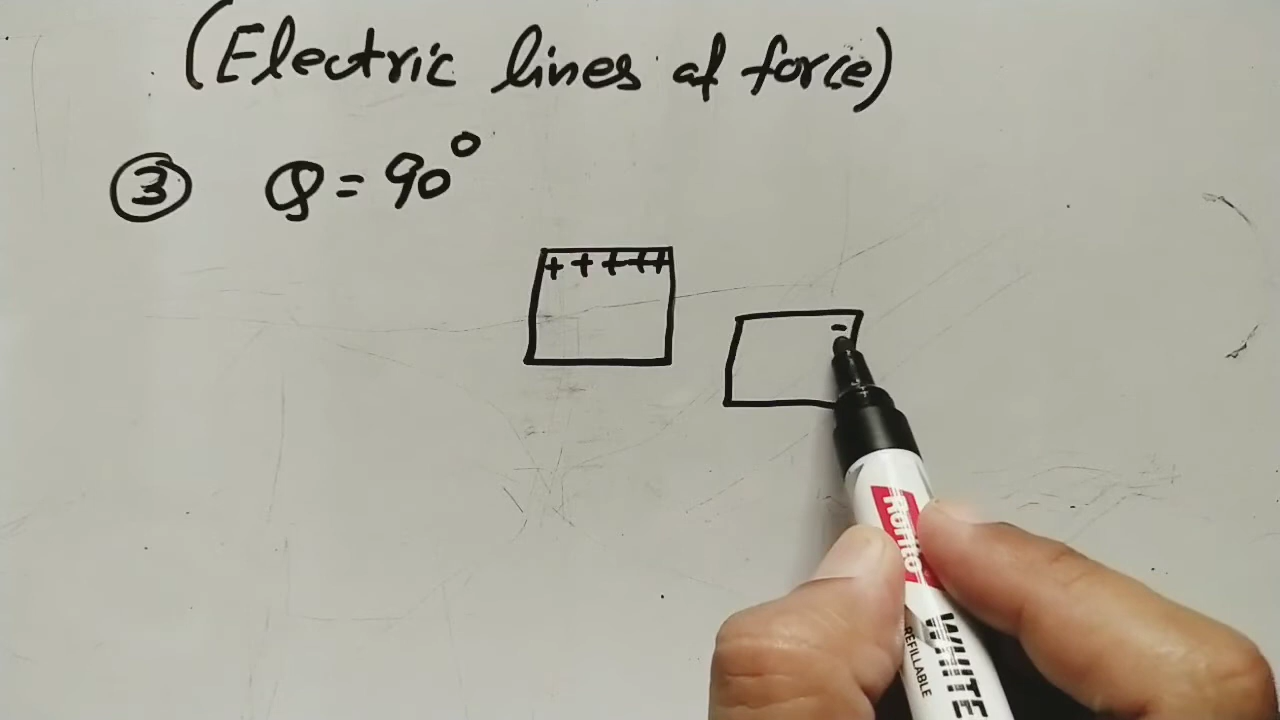 (Electric lines of force)
③ Q = 90°
+ + + + +
-
Rorito
WHITE
REFILLABLE